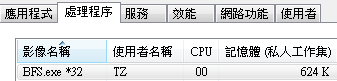 應用程式 處理程序 服務 效能 網路功能 使用者
影像名稱 使用者名稱 CPU 記憶體 (私人工作集)
BFS.exe *32 TZ 00 624 K